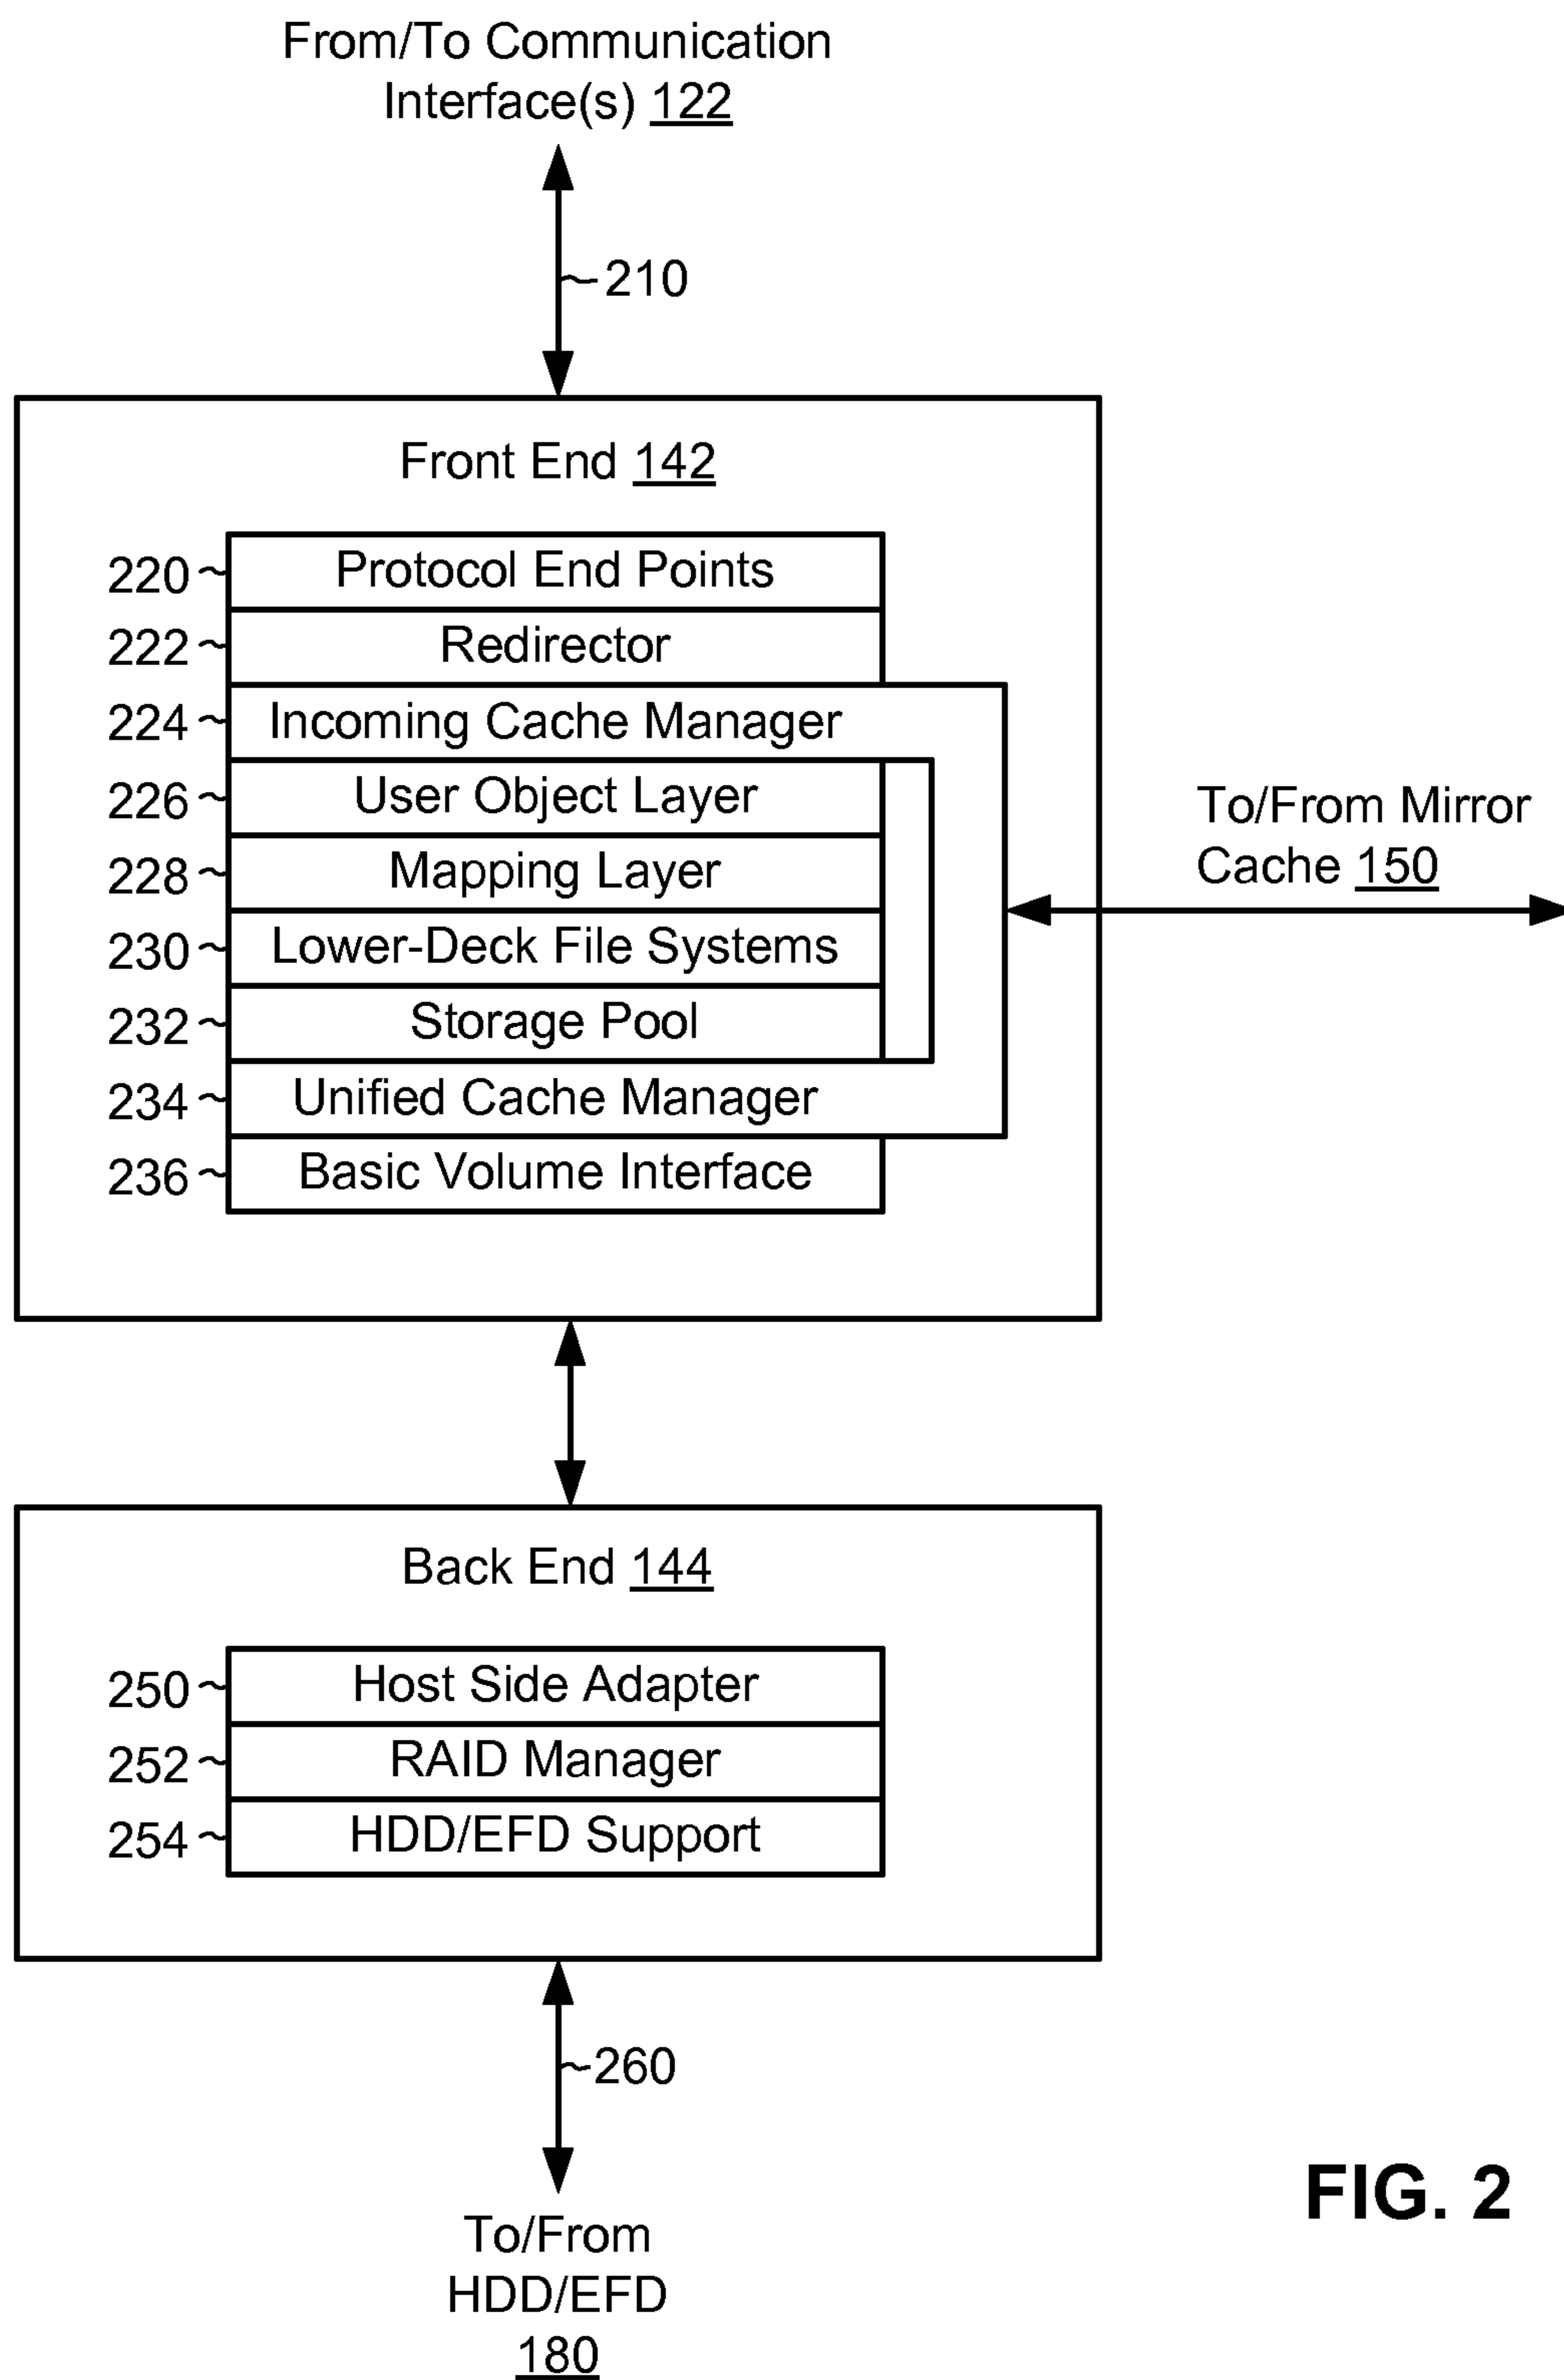 From/To Communication
Interface(s) 122
210
Front End 142
220 Protocol End Points
222 Redirector
224 Incoming Cache Manager
226 User Object Layer
228 Mapping Layer
230 Lower-Deck File Systems
232 Storage Pool
234 Unified Cache Manager
236 Basic Volume Interface
To/From Mirror
Cache 150
Back End 144
250 Host Side Adapter
252 RAID Manager
254 HDD/EFD Support
260
To/From
HDD/EFD
180
FIG. 2